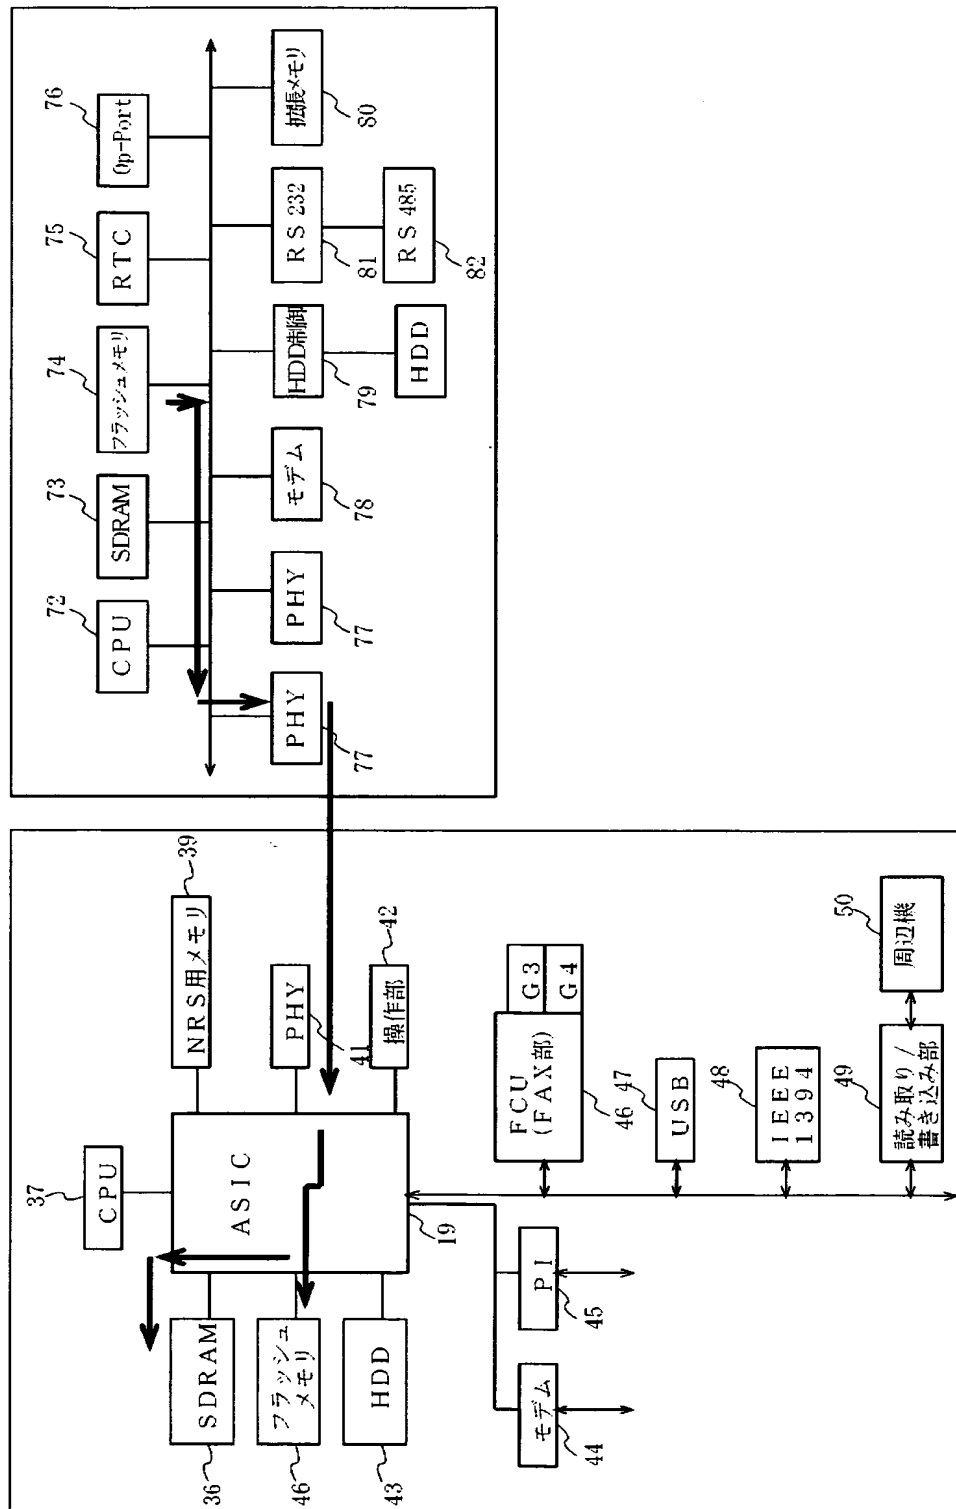 37
CPU
ASIC
19
NRS用メモリ
39
PHY
41
操作部
42
SDRAM
36
フラッシュ
メモリ
46
HDD
43
モデム
44
PI
45
FCU
(FAX部)
46
G3
G4
USB
47
IEEE
1394
48
読み取り/
書き込み部
49
周辺機
50
CPU
72
SDRAM
73
フラッシュメモリ
74
RTC
75
Op-Port
76
PHY
77
PHY
77
モデム
78
HDD制御
79
HDD
RS232
81
RS485
82
拡張メモリ
80